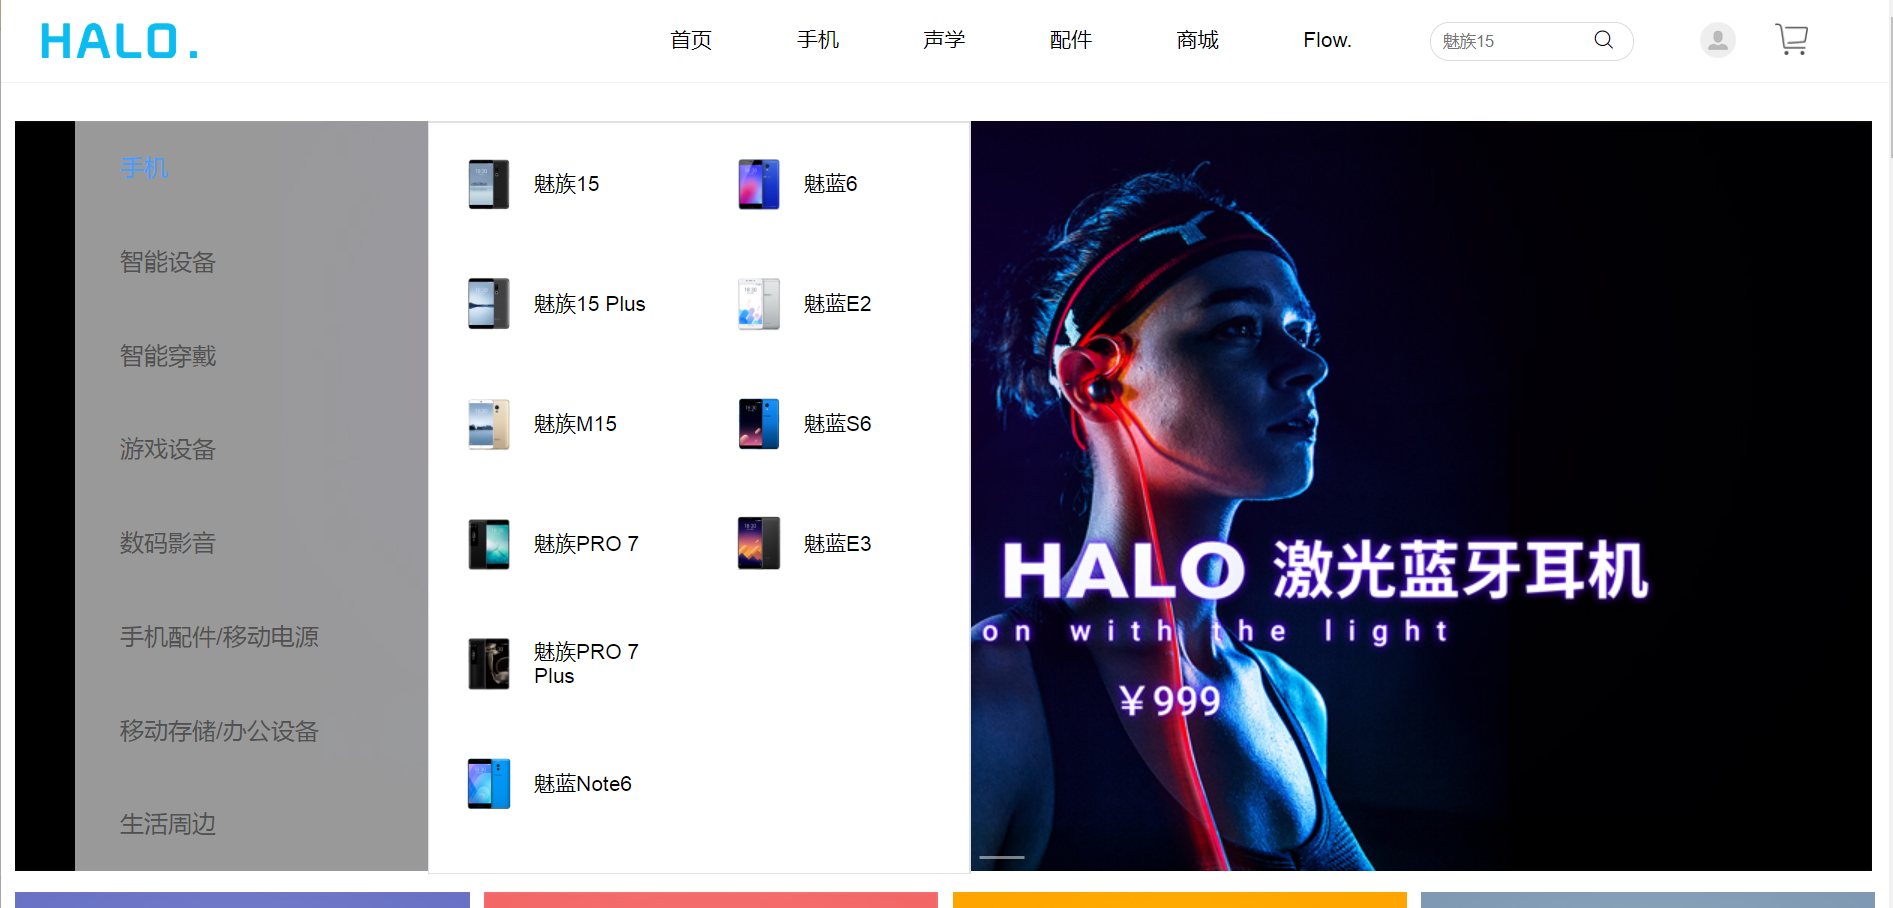 HALO.
首页
手机
声学
配件
商城
Flow.
魅族15
手机
智能设备
智能穿戴
游戏设备
数码影音
手机配件/移动电源
移动存储/办公设备
生活周边
魅族15
魅蓝6
魅族15 Plus
魅蓝E2
魅族M15
魅蓝S6
魅族PRO 7
魅蓝E3
魅族PRO 7
Plus
魅蓝Note6
HALO 激光蓝牙耳机
on with the light
￥999